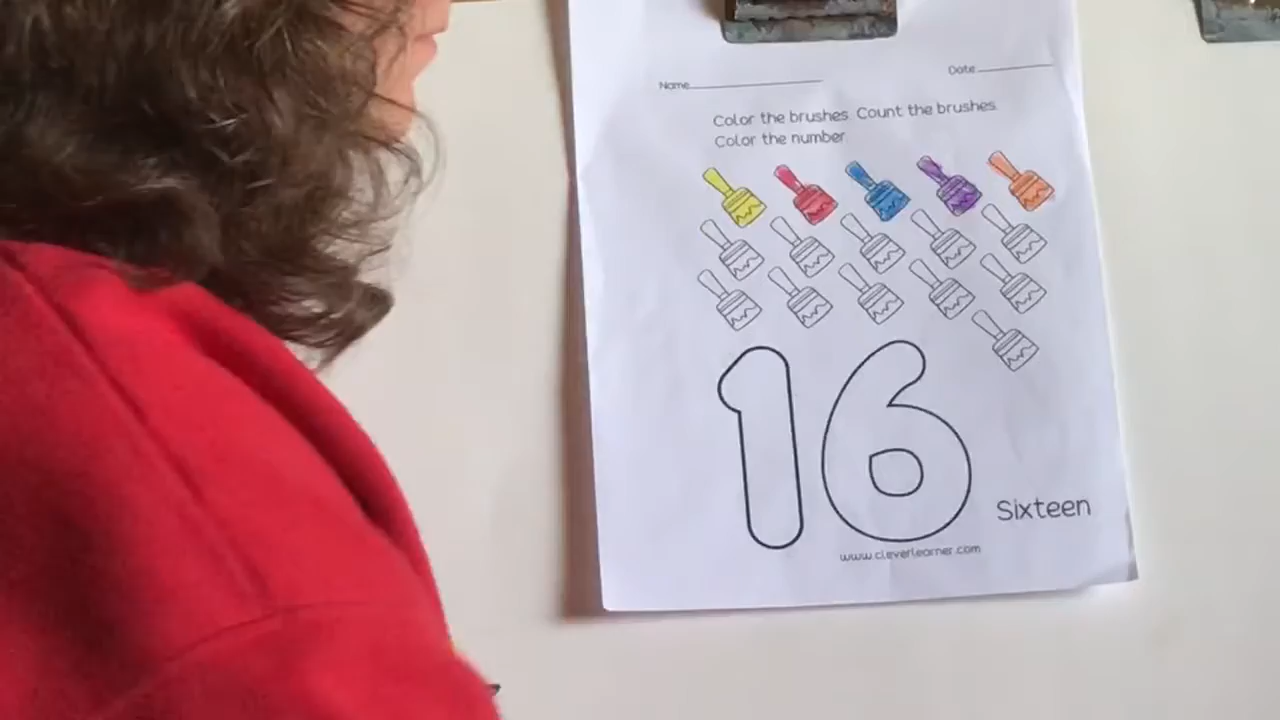 Name
Date
Color the brushes. Count the brushes.
Color the number
16
Sixteen
www.cleverlearner.com